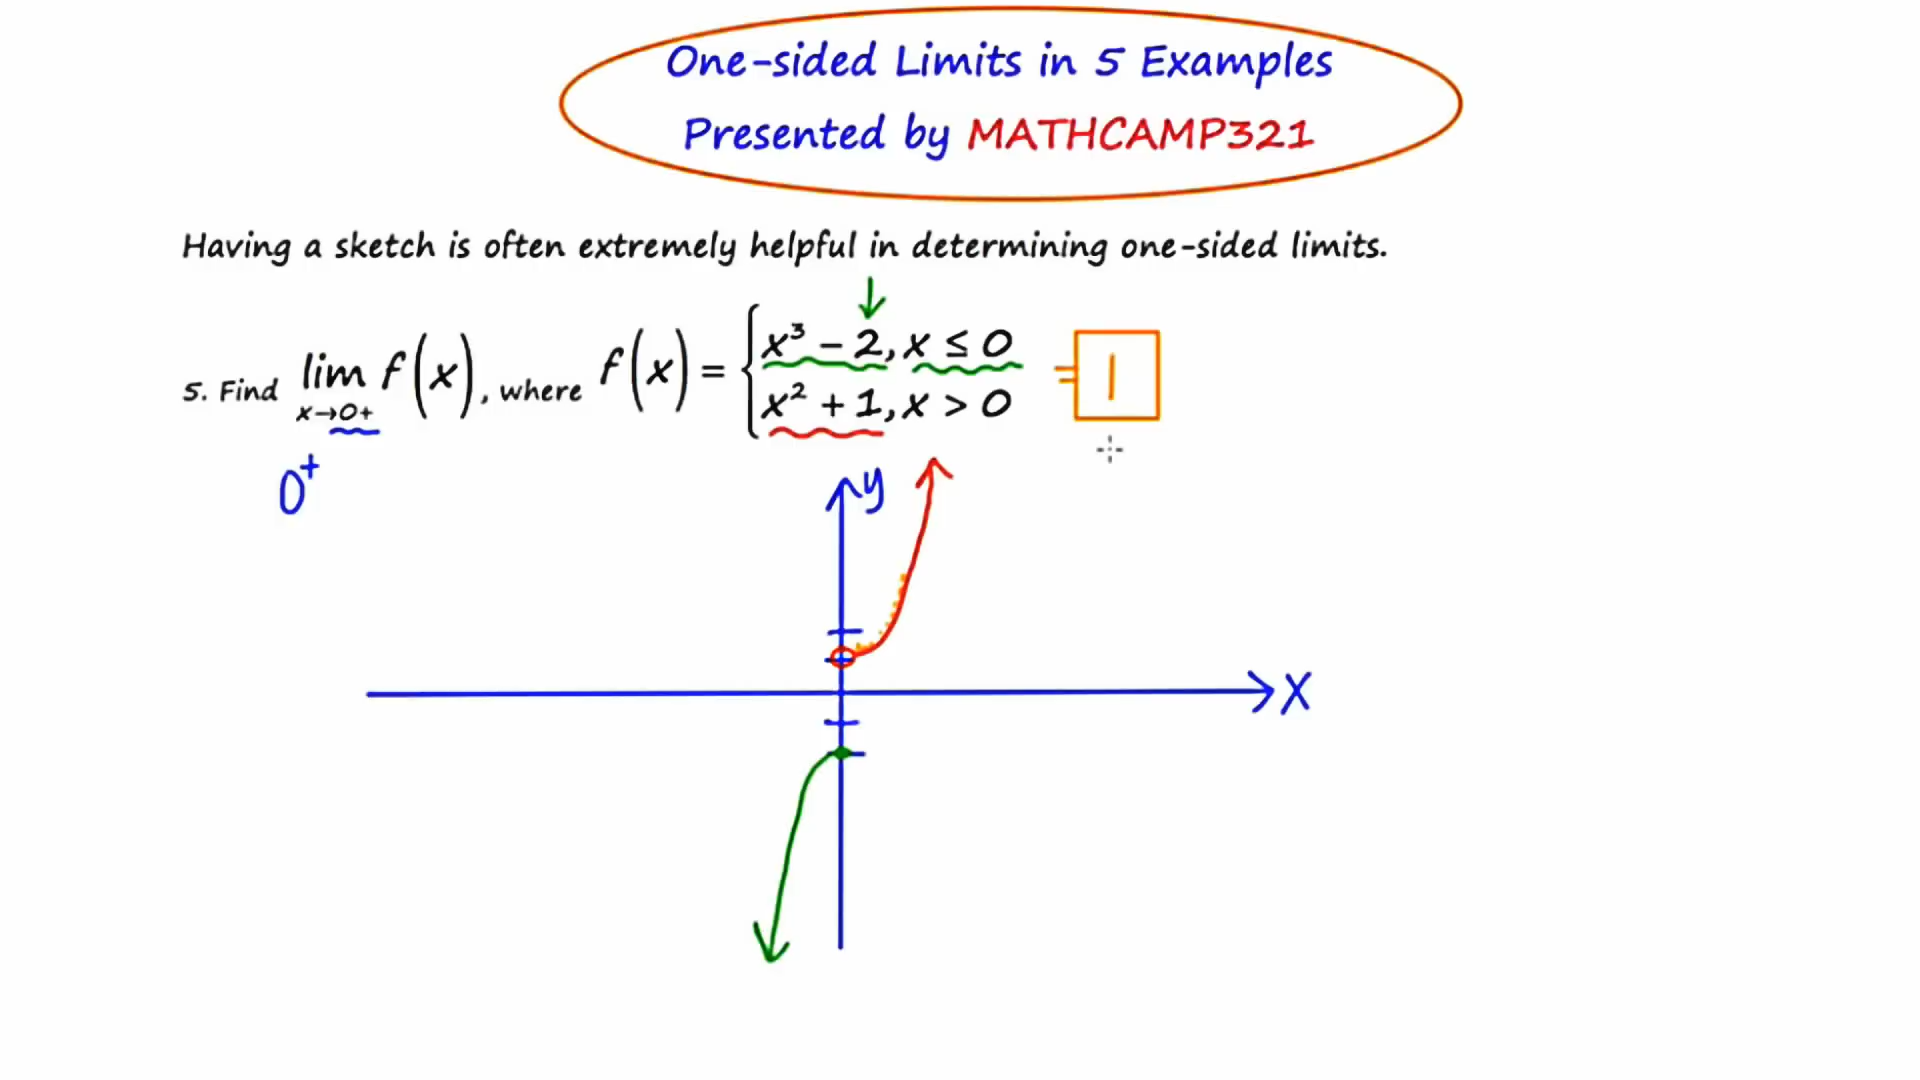 One-sided Limits in 5 Examples
Presented by MATHCAMP321
Having a sketch is often extremely helpful in determining one-sided limits.
5. Find lim x→0+ f(x), where f(x) = { x³ − 2, x ≤ 0
x² + 1, x > 0
= 1
0⁺
y
x